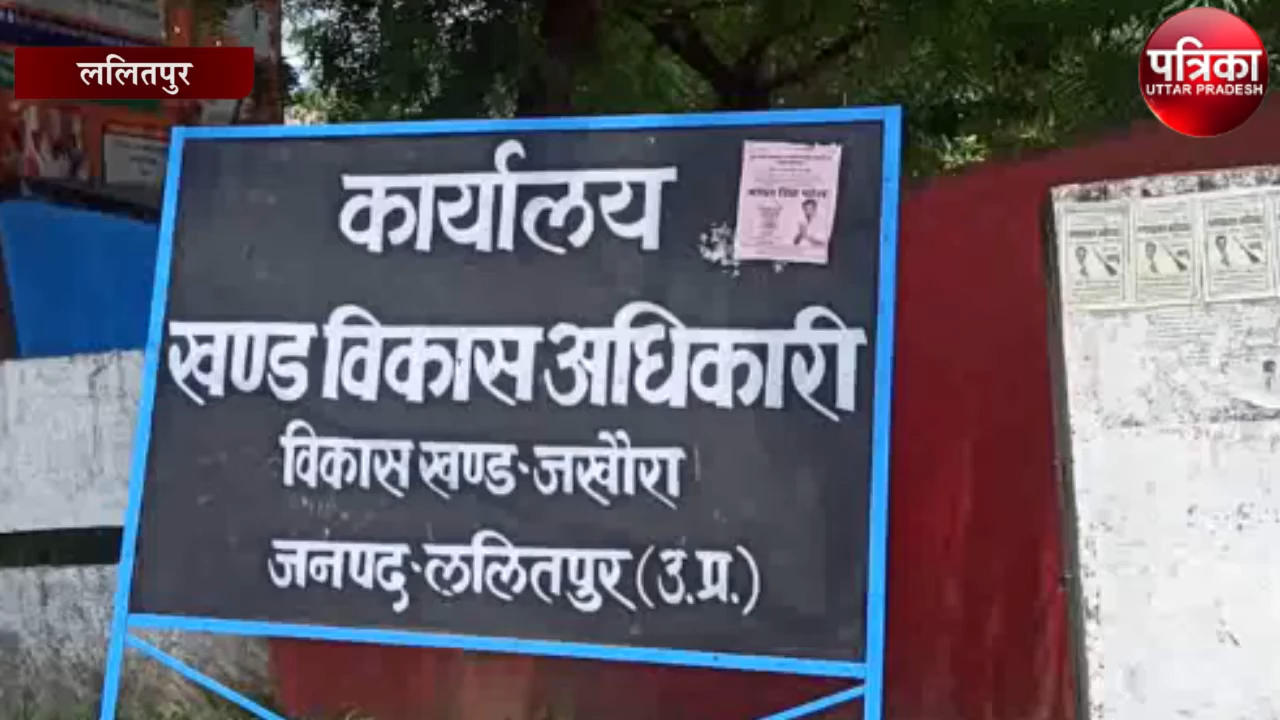 ललितपुर
पत्रिका
UTTAR PRADESH
कार्यालय
खण्ड विकास अधिकारी
विकास खण्ड-जखौरा
जनपद-ललितपुर (उ.प्र.)